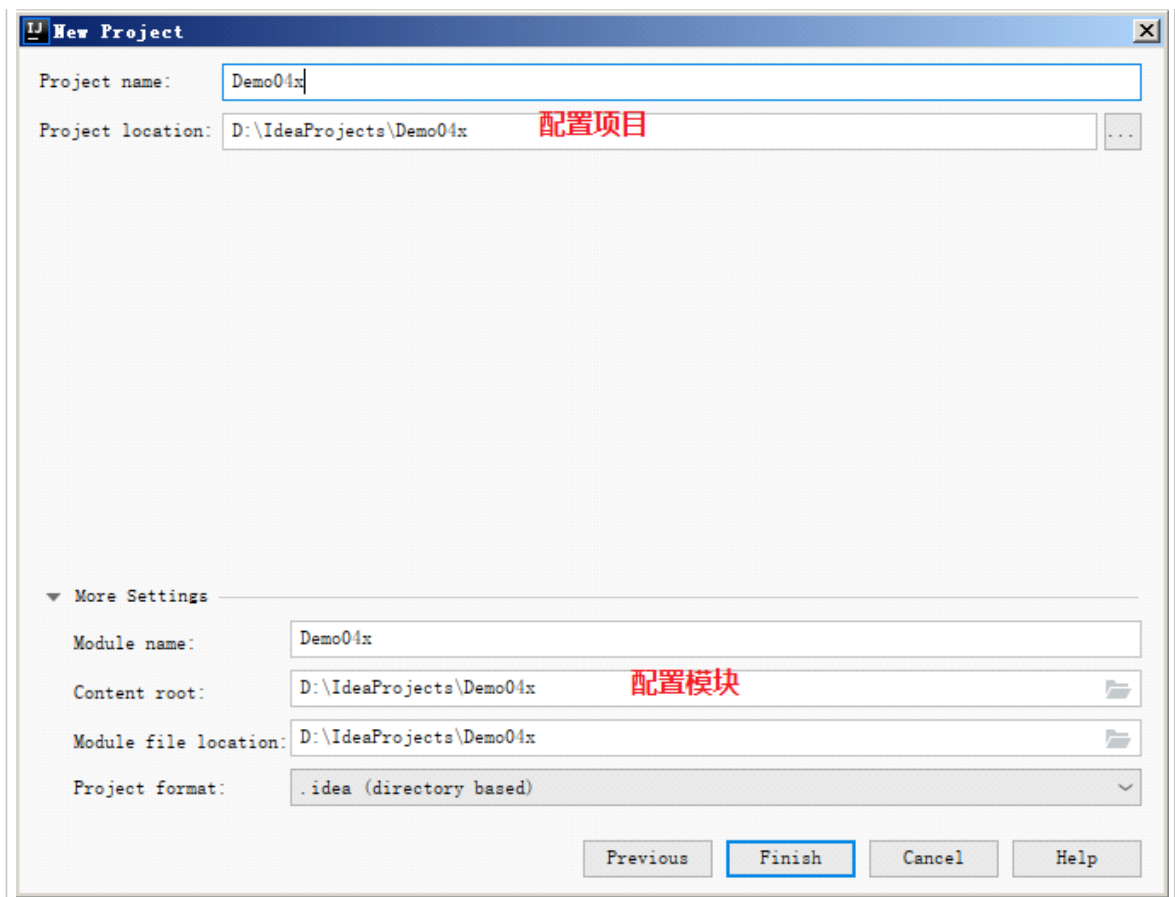 New Project
Project name: Demo04x
Project location: D:\IdeaProjects\Demo04x 配置项目 ...
More Settings
Module name: Demo04x
Content root: D:\IdeaProjects\Demo04x 配置模块
Module file location: D:\IdeaProjects\Demo04x
Project format: .idea (directory based)
Previous Finish Cancel Help